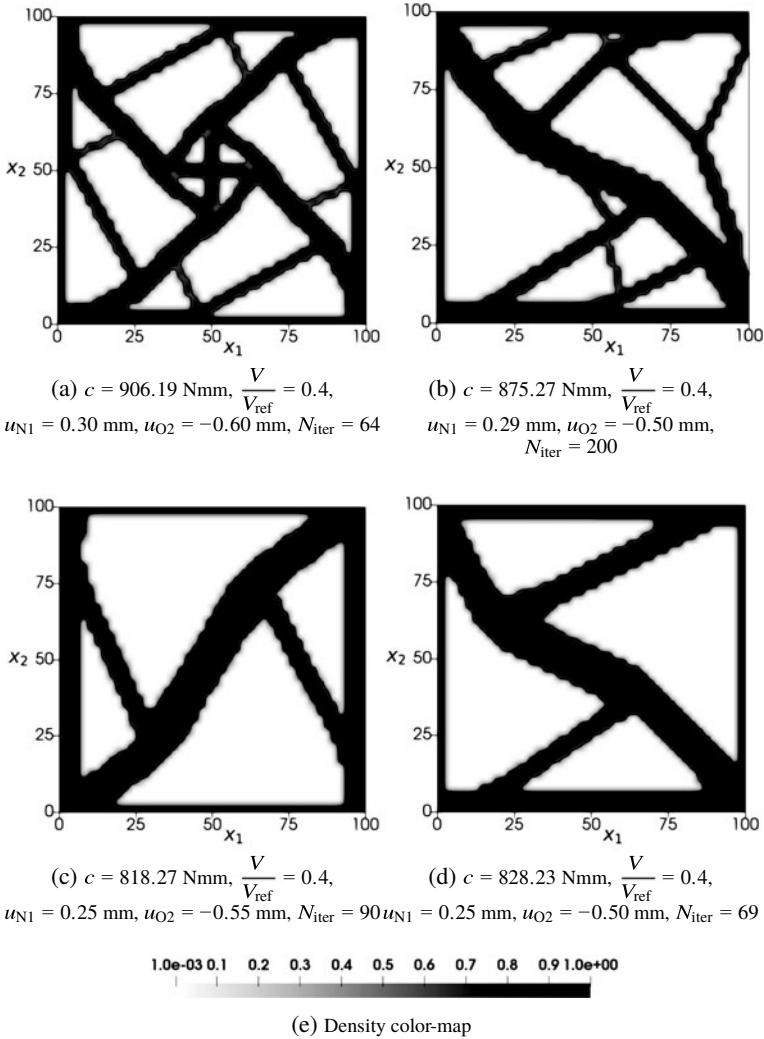 100 100
75 75
x2 50 x2 50
25 25
0 0
0 25 50 75 100 0 25 50 75 100
x1 x1
(a) c = 906.19 Nmm, V/Vref = 0.4,
uN1 = 0.30 mm, uO2 = −0.60 mm, Niter = 64
(b) c = 875.27 Nmm, V/Vref = 0.4,
uN1 = 0.29 mm, uO2 = −0.50 mm,
Niter = 200
100 100
75 75
x2 50 x2 50
25 25
0 0
0 25 50 75 100 0 25 50 75 100
x1 x1
(c) c = 818.27 Nmm, V/Vref = 0.4,
uN1 = 0.25 mm, uO2 = −0.55 mm, Niter = 90
(d) c = 828.23 Nmm, V/Vref = 0.4,
uN1 = 0.25 mm, uO2 = −0.50 mm, Niter = 69
1.0e-03 0.1 0.2 0.3 0.4 0.5 0.6 0.7 0.8 0.9 1.0e+00
(e) Density color-map